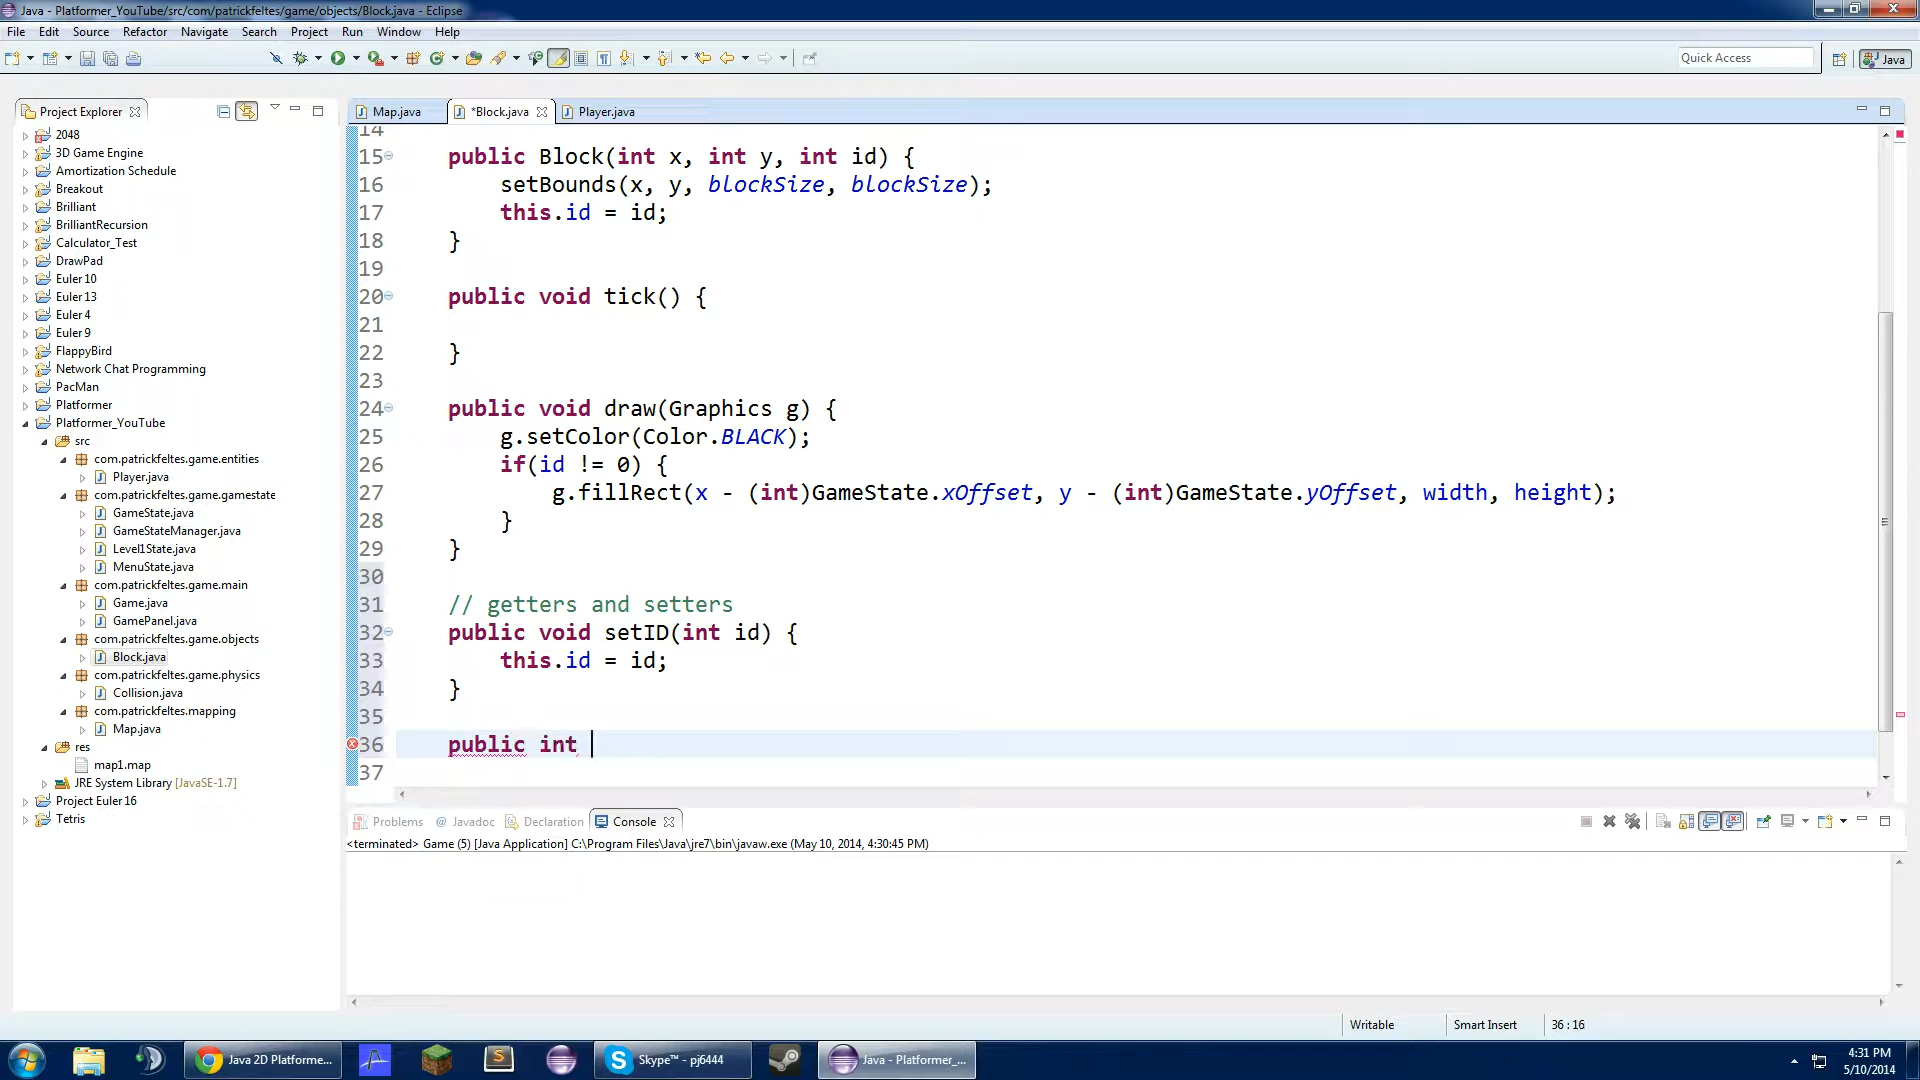 Java - Platformer_YouTube/src/com/patrickfeltes/game/objects/Block.java - Eclipse
File Edit Source Refactor Navigate Search Project Run Window Help
Quick Access
Java
Project Explorer
Map.java
*Block.java
Player.java
2048
3D Game Engine
Amortization Schedule
Breakout
Brilliant
BrilliantRecursion
Calculator_Test
DrawPad
Euler 10
Euler 13
Euler 4
Euler 9
FlappyBird
Network Chat Programming
PacMan
Platformer
Platformer_YouTube
src
com.patrickfeltes.game.entities
Player.java
com.patrickfeltes.game.gamestate
GameState.java
GameStateManager.java
Level1State.java
MenuState.java
com.patrickfeltes.game.main
Game.java
GamePanel.java
com.patrickfeltes.game.objects
Block.java
com.patrickfeltes.game.physics
Collision.java
com.patrickfeltes.mapping
Map.java
res
map1.map
JRE System Library [JavaSE-1.7]
Project Euler 16
Tetris
14
15 public Block(int x, int y, int id) {
16 setBounds(x, y, blockSize, blockSize);
17 this.id = id;
18 }
19
20 public void tick() {
21
22 }
23
24 public void draw(Graphics g) {
25 g.setColor(Color.BLACK);
26 if(id != 0) {
27 g.fillRect(x - (int)GameState.xOffset, y - (int)GameState.yOffset, width, height);
28 }
29 }
30
31 // getters and setters
32 public void setID(int id) {
33 this.id = id;
34 }
35
36 public int
37
Problems
@ Javadoc
Declaration
Console
<terminated> Game (5) [Java Application] C:\Program Files\Java\jre7\bin\javaw.exe (May 10, 2014, 4:30:45 PM)
Writable
Smart Insert
36 : 16
Java 2D Platforme...
Skype™ - pj6444
Java - Platformer_...
4:31 PM
5/10/2014